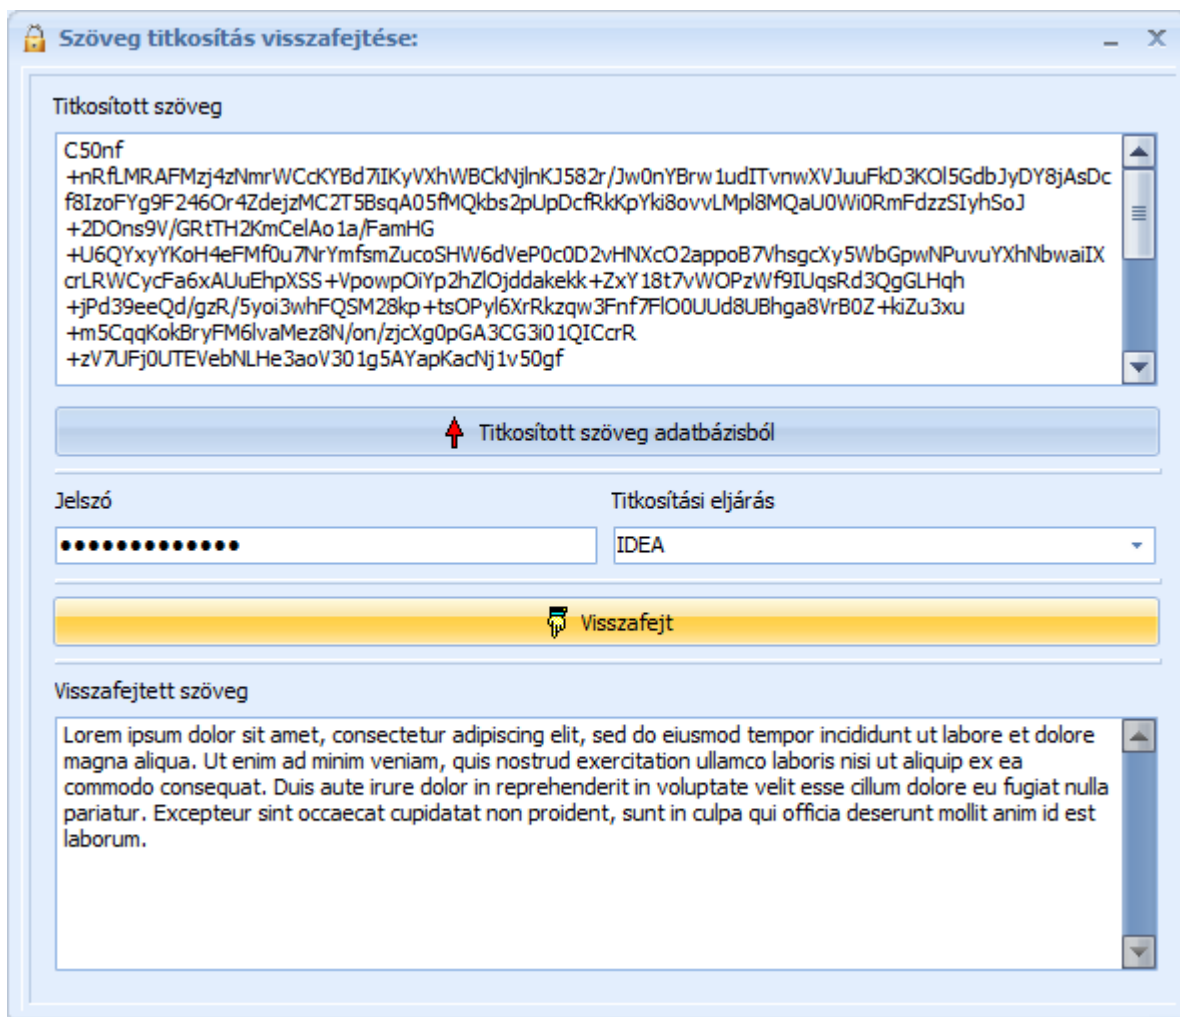 Szöveg titkosítás visszafejtése:
Titkosított szöveg
C50nf
+nRfLMRAFMzj4zNmrWCcKYBd7iIKyVXhWBCkNjlnKJ582r/Jw0nYBrw1udITvnwXVJuuFkD3KOl5GdbJyDY8jAsDc
f8IzoFYg9F246Or4ZdejzMC2T5BsqA05fMQkbs2pUpDcfRkKpYki8ovvLMpl8MQaU0Wi0RmFdzzSIyhSoJ
+2DOns9V/GRtTH2KmCelAo1a/FamHG
+U6QYxyYKoH4eFMf0u7NrYmfsmZucoSHW6dVeP0c0D2vHNXcO2appoB7VhsgcXy5WbGpwNPuvuYXhNbwaiIX
crLRWCycFa6xAUuEhpXSS+VpowpOiYp2hZlOjddakekk+ZxY18t7vWOPzWf9IUqsRd3QgGLHqh
+jPd39eeQd/gzR/5yoi3whFQSM28kp+tsOPyl6XrRkzqw3Fnf7FlO0UUd8UBhga8VrB0Z+kiZu3xu
+m5CqqKokBryFM6lvaMez8N/on/zjcXg0pGA3CG3i01QICcrR
+zV7UFj0UTEVebNLHe3aoV301g5AYapKacNj1v50gf
Titkosított szöveg adatbázisból
Jelszó Titkosítási eljárás
●●●●●●●●●●●●● IDEA
Visszafejt
Visszafejtett szöveg
Lorem ipsum dolor sit amet, consectetur adipiscing elit, sed do eiusmod tempor incididunt ut labore et dolore
magna aliqua. Ut enim ad minim veniam, quis nostrud exercitation ullamco laboris nisi ut aliquip ex ea
commodo consequat. Duis aute irure dolor in reprehenderit in voluptate velit esse cillum dolore eu fugiat nulla
pariatur. Excepteur sint occaecat cupidatat non proident, sunt in culpa qui officia deserunt mollit anim id est
laborum.